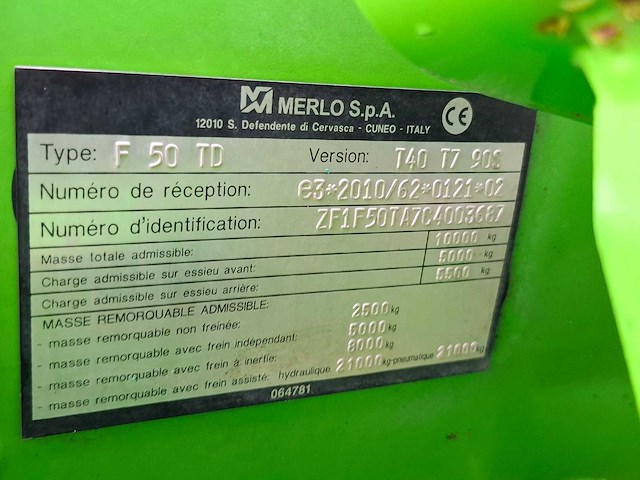 MERLO S.p.A.
12010 S. Defendente di Cervasca - CUNEO - ITALY
CE
Type: F 50 TD Version: T40 T7 90S
Numéro de réception: e3*2010/62*0121*02
Numéro d'identification: ZF1F50TA7C4003687
Masse totale admissible: 10000 kg
Charge admissible sur essieu avant: 5000 kg
Charge admissible sur essieu arrière: 5500 kg
MASSE REMORQUABLE ADMISSIBLE:
- masse remorquable non freinée: 2500 kg
- masse remorquable avec frein indépendant: 5000 kg
- masse remorquable avec frein à inertie: 8000 kg
- masse remorquable avec frein assisté: hydraulique 21000 kg-pneumatique 21000 kg
064781